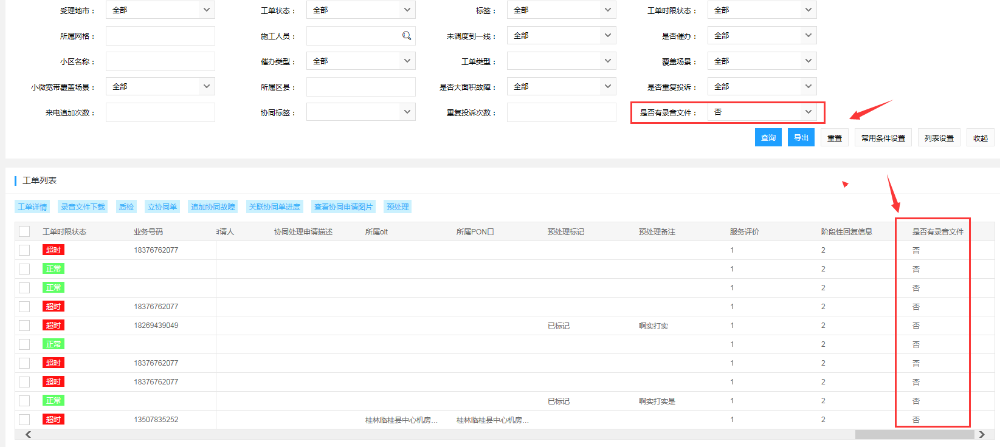 受理地市： 全部 工单状态： 全部 标签： 全部 工单时限状态： 全部
所属网格： 施工人员： 未调度到一线： 全部 是否催办： 全部
小区名称： 催办类型： 全部 工单类型： 覆盖场景： 全部
小微宽带覆盖场景： 全部 所属区县： 是否大面积故障： 全部 是否重复投诉： 全部
来电追加次数： 协同标签： 重复投诉次数： 是否有录音文件： 否
查询 导出 重置 常用条件设置 列表设置 收起
工单列表
工单详情 录音文件下载 质检 立协同单 追加协同故障 关联协同单进度 查看协同申请图片 预处理
工单时限状态 业务号码 请人 协同处理申请描述 所属olt 所属PON口 预处理标记 预处理备注 服务评价 阶段性回复信息 是否有录音文件
超时 18376762077 1 2 否
正常 1 2 否
正常 1 2 否
超时 18376762077 1 2 否
超时 18269439049 已标记 啊实打实 1 2 否
正常 1 2 否
超时 18376762077 1 2 否
超时 18376762077 1 2 否
正常 已标记 啊实打实是 1 2 否
超时 13507835252 桂林临桂县中心机房... 桂林临桂县中心机房... 1 2 否